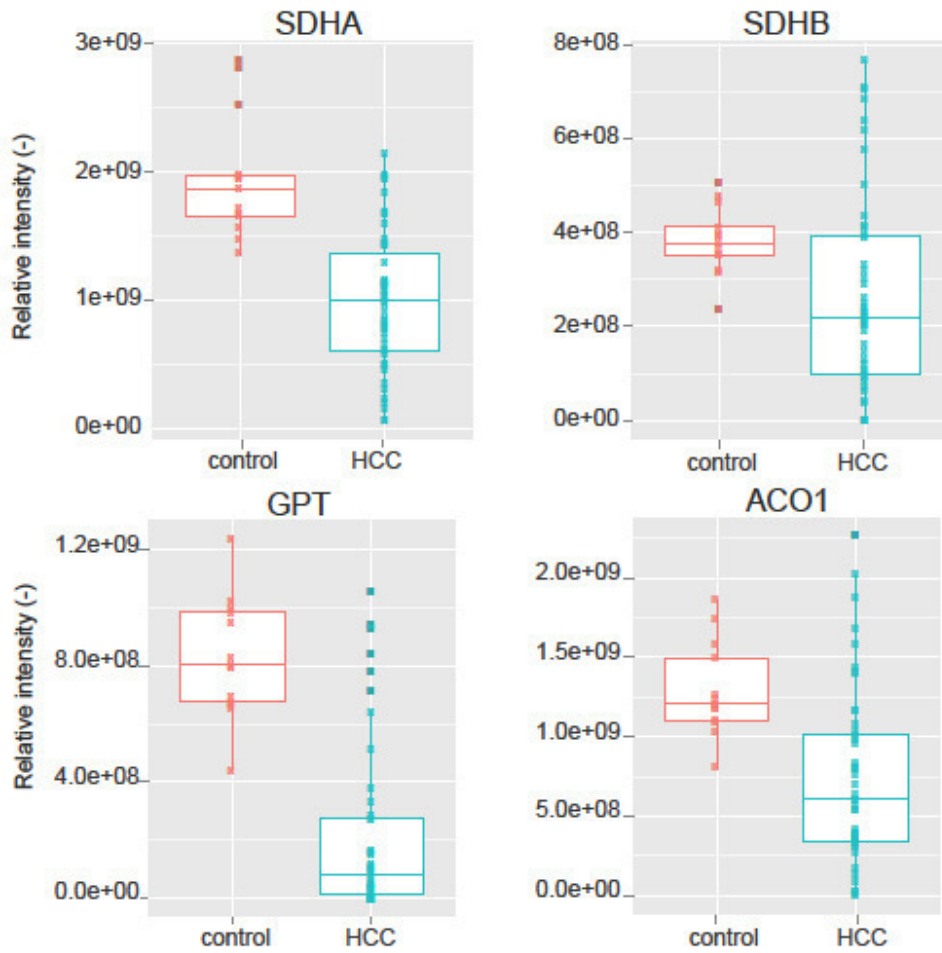 SDHA
SDHB
Relative intensity (-)
3e+09
2e+09
1e+09
0e+00
control HCC
8e+08
6e+08
4e+08
2e+08
0e+00
control HCC
GPT
ACO1
Relative intensity (-)
1.2e+09
8.0e+08
4.0e+08
0.0e+00
control HCC
2.0e+09
1.5e+09
1.0e+09
5.0e+08
0.0e+00
control HCC